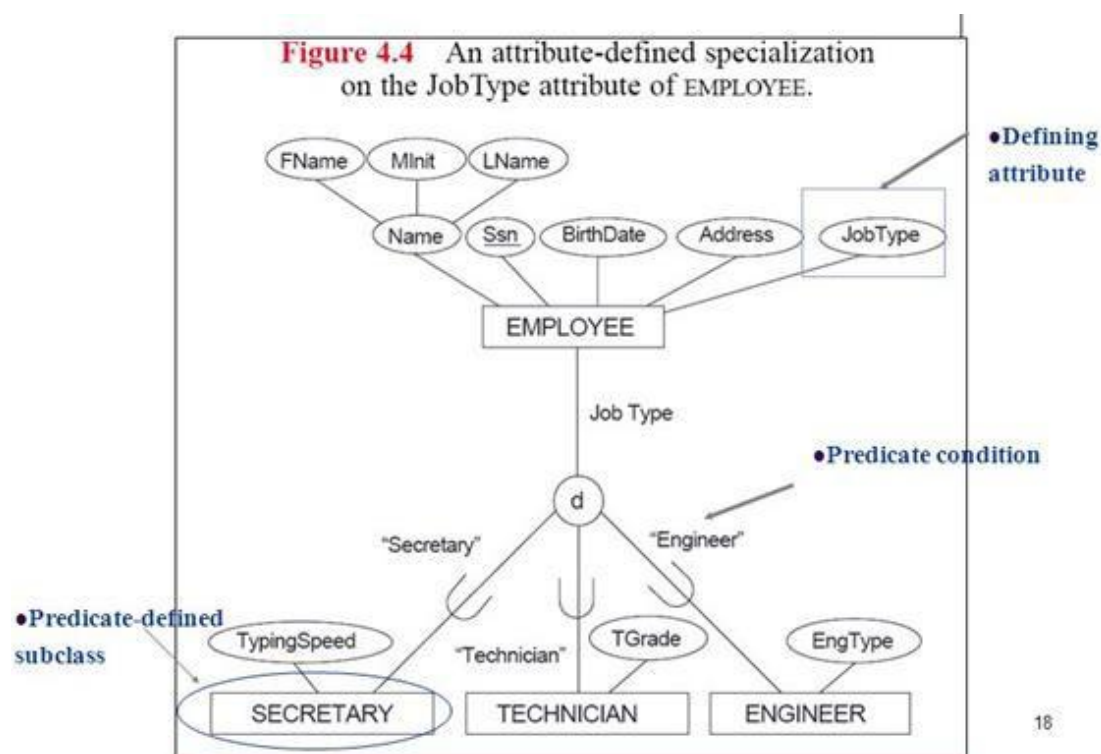 Figure 4.4 An attribute-defined specialization
on the JobType attribute of EMPLOYEE.
●Defining
attribute
FName
MInit
LName
Name
Ssn
BirthDate
Address
JobType
EMPLOYEE
Job Type
●Predicate condition
d
"Secretary"
"Engineer"
●Predicate-defined
subclass
TypingSpeed
"Technician"
TGrade
EngType
SECRETARY
TECHNICIAN
ENGINEER
18